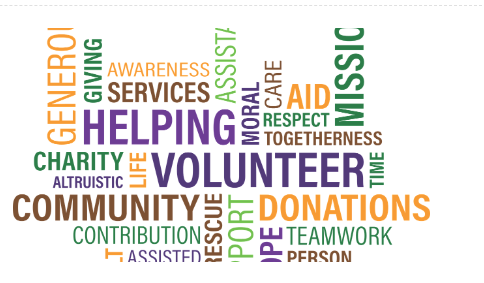 GENERO
GIVING
AWARENESS
SERVICES
ASSISTA
CARE
AID
MISSIO
HELPING
MORAL
RESPECT
TOGETHERNESS
CHARITY
LIFE
VOLUNTEER
TIME
ALTRUISTIC
COMMUNITY
RESCUE
PORT
DONATIONS
CONTRIBUTION
OPE
TEAMWORK
LT
ASSISTED
PERSON